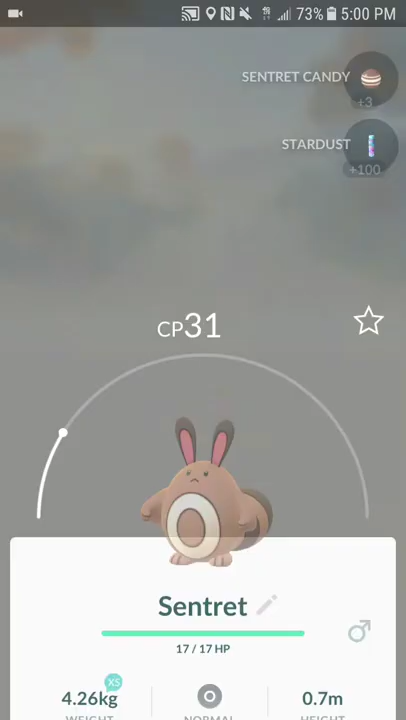 73% 5:00 PM
SENTRET CANDY
+3
STARDUST
+100
CP31
Sentret
17 / 17 HP
XS
4.26kg
0.7m
WEIGHT
NORMAL
HEIGHT